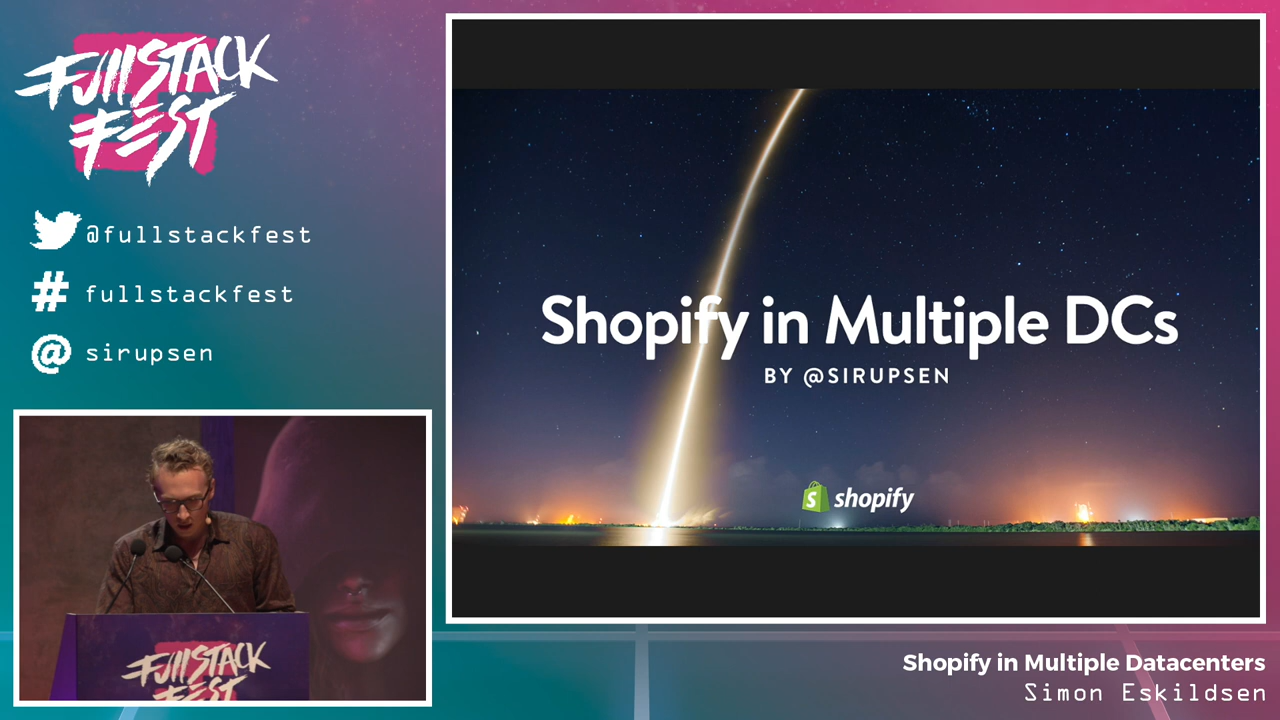 FullSTACK
FEST
@fullstackfest
# fullstackfest
@ sirupsen
FullSTACK
FEST
Shopify in Multiple DCs
BY @SIRUPSEN
S shopify
Shopify in Multiple Datacenters
Simon Eskildsen